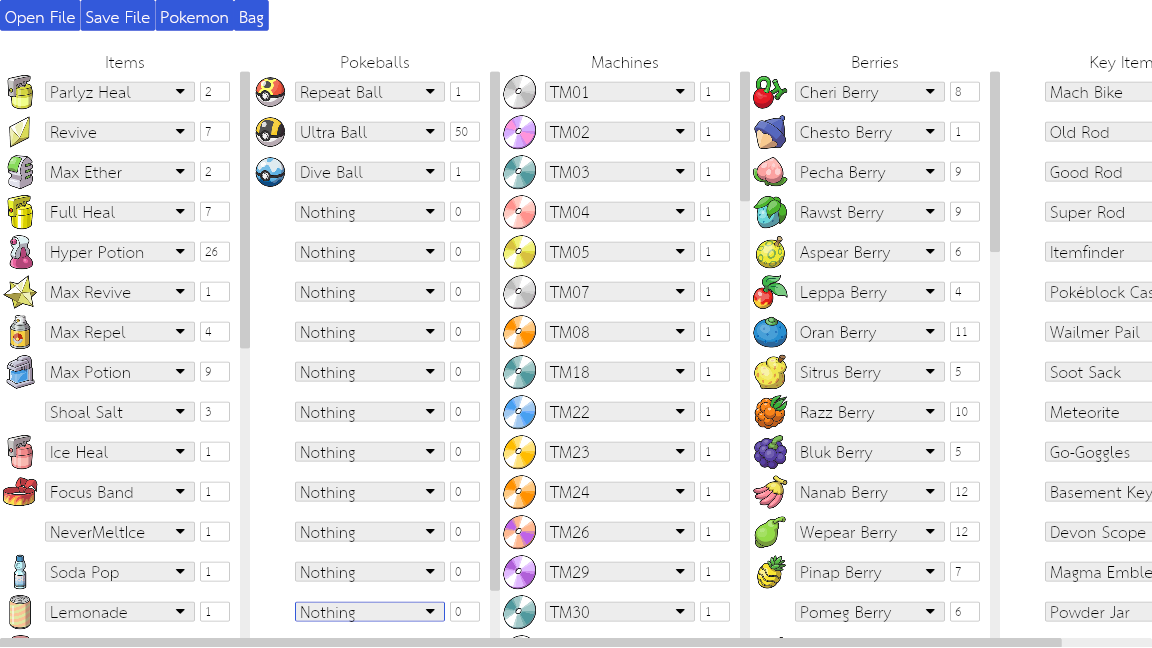 Open File Save File Pokemon Bag
Items Pokeballs Machines Berries Key Item
Parlyz Heal 2 Repeat Ball 1 TM01 1 Cheri Berry 8 Mach Bike
Revive 7 Ultra Ball 50 TM02 1 Chesto Berry 1 Old Rod
Max Ether 2 Dive Ball 1 TM03 1 Pecha Berry 9 Good Rod
Full Heal 7 Nothing 0 TM04 1 Rawst Berry 9 Super Rod
Hyper Potion 26 Nothing 0 TM05 1 Aspear Berry 6 Itemfinder
Max Revive 1 Nothing 0 TM07 1 Leppa Berry 4 Pokéblock Cas
Max Repel 4 Nothing 0 TM08 1 Oran Berry 11 Wailmer Pail
Max Potion 9 Nothing 0 TM18 1 Sitrus Berry 5 Soot Sack
Shoal Salt 3 Nothing 0 TM22 1 Razz Berry 10 Meteorite
Ice Heal 1 Nothing 0 TM23 1 Bluk Berry 5 Go-Goggles
Focus Band 1 Nothing 0 TM24 1 Nanab Berry 12 Basement Key
NeverMeltIce 1 Nothing 0 TM26 1 Wepear Berry 12 Devon Scope
Soda Pop 1 Nothing 0 TM29 1 Pinap Berry 7 Magma Emble
Lemonade 1 Nothing 0 TM30 1 Pomeg Berry 6 Powder Jar